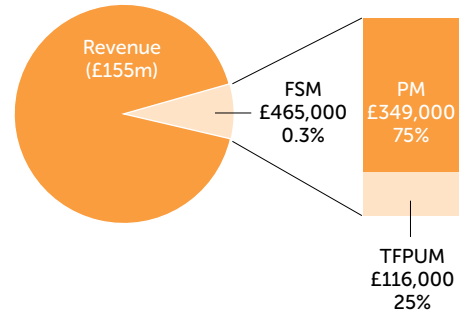 Revenue
(£155m)
FSM
£465,000
0.3%
PM
£349,000
75%
TFPUM
£116,000
25%